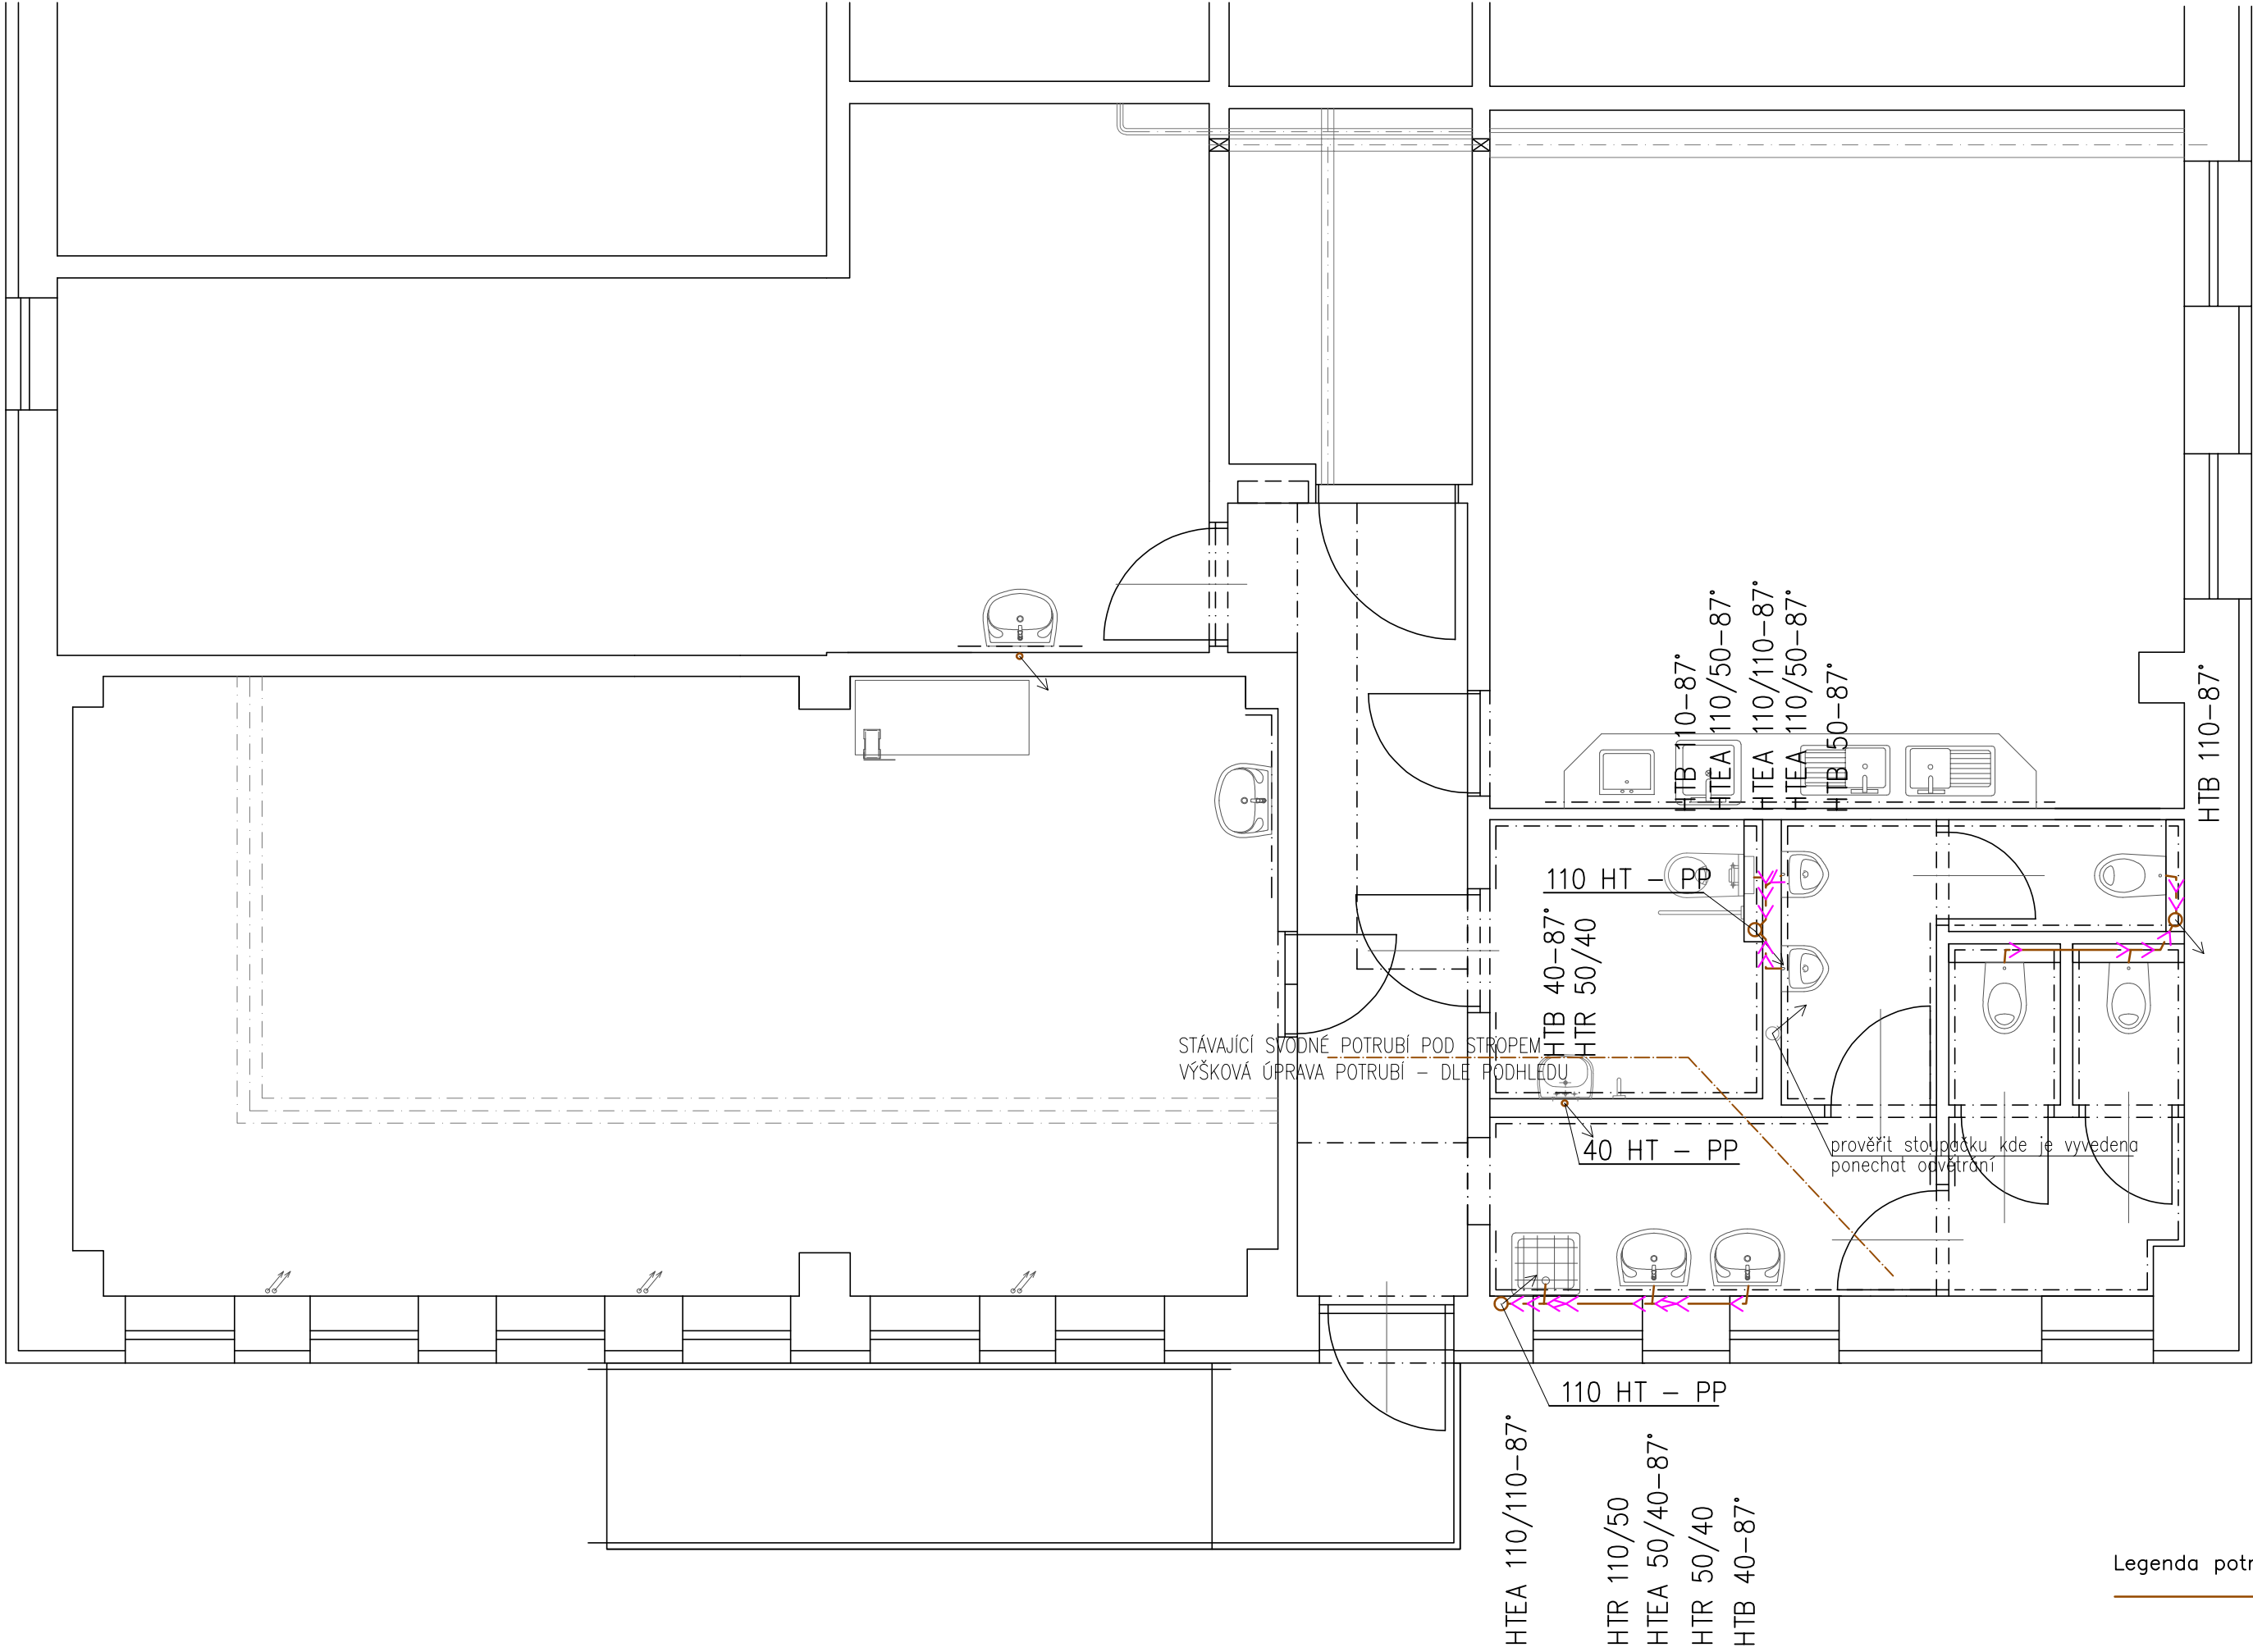 HTB 110-87°
HTEA 110/50-87°
HTEA 110/110-87°
HTEA 110/50-87°
HTB 50-87°
HTB 110-87°
110 HT - PP
HTB 40-87°
HTR 50/40
STÁVAJÍCÍ SVODNÉ POTRUBÍ POD STROPEM
VÝŠKOVÁ ÚPRAVA POTRUBÍ - DLE PODHLEDU
40 HT - PP
prověřit stoupačku kde je vyvedena
ponechat odvětrání
110 HT - PP
HTEA 110/110-87°
HTR 110/50
HTEA 50/40-87°
HTR 50/40
HTB 40-87°
Legenda potr